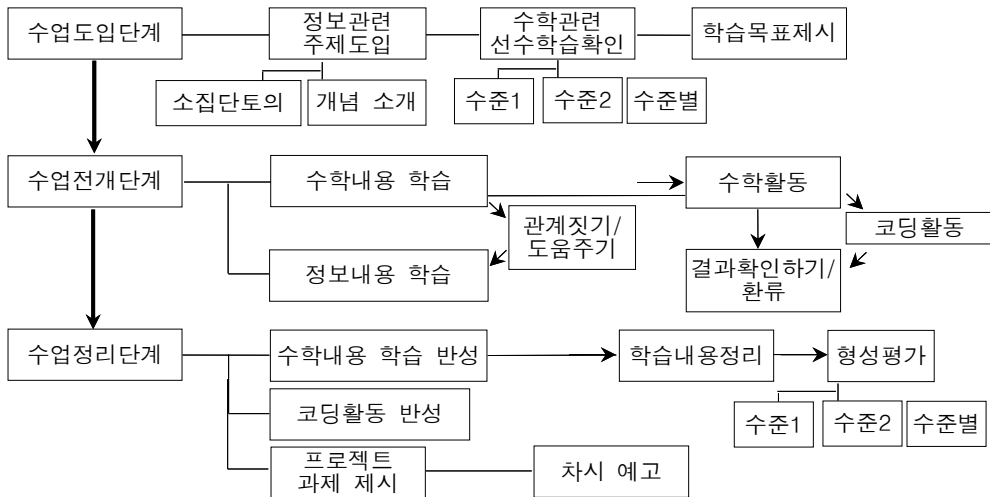 수업도입단계
정보관련
주제도입
수학관련
선수학습확인
학습목표제시
소집단토의
개념 소개
수준1
수준2
수준별
수업전개단계
수학내용 학습
수학활동
관계짓기/
도움주기
코딩활동
정보내용 학습
결과확인하기/
환류
수업정리단계
수학내용 학습 반성
학습내용정리
형성평가
코딩활동 반성
수준1
수준2
수준별
프로젝트
과제 제시
차시 예고